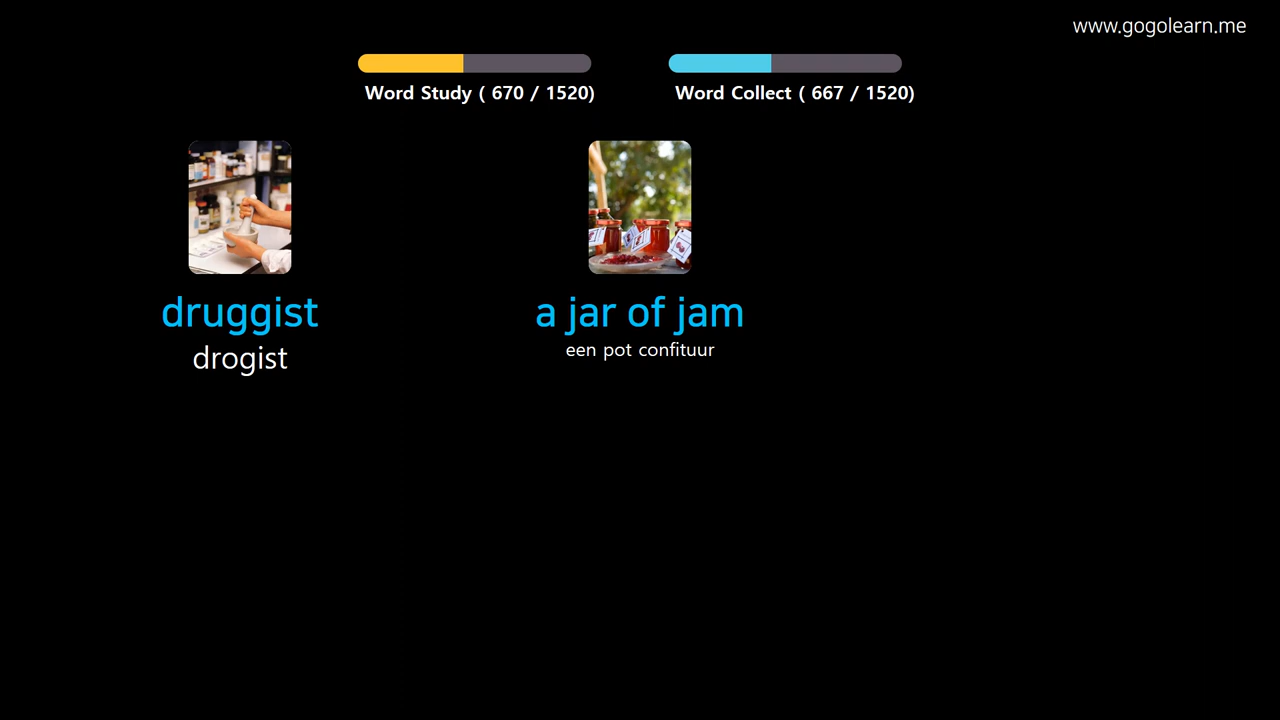 www.gogolearn.me
Word Study ( 670 / 1520)
Word Collect ( 667 / 1520)
druggist
drogist
a jar of jam
een pot confituur